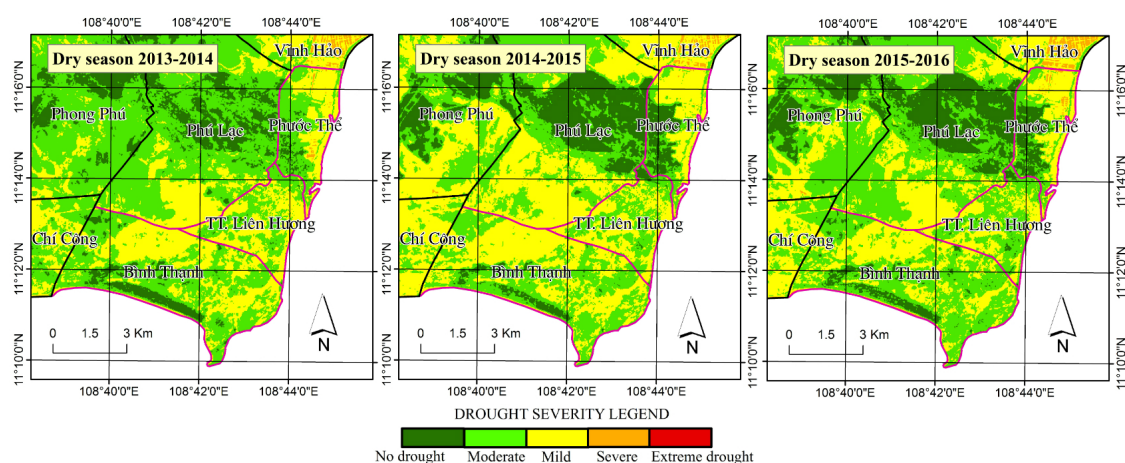 108°40'0"E 108°42'0"E 108°44'0"E
Dry season 2013-2014
Vĩnh Hảo
11°16'0"N
Phong Phú
Phú Lạc
Phước Thể
11°14'0"N
TT. Liên Hương
Chí Công
11°12'0"N
Bình Thạnh
0 1.5 3 Km
N
11°10'0"N
108°40'0"E 108°42'0"E 108°44'0"E
108°40'0"E 108°42'0"E 108°44'0"E
Dry season 2014-2015
Vĩnh Hảo
Phong Phú
Phú Lạc
Phước Thể
TT. Liên Hương
Chí Công
Bình Thạnh
0 1.5 3 Km
N
108°40'0"E 108°42'0"E 108°44'0"E
108°40'0"E 108°42'0"E 108°44'0"E
Dry season 2015-2016
Vĩnh Hảo
11°16'0"N
Phong Phú
Phú Lạc
Phước Thể
11°14'0"N
TT. Liên Hương
Chí Công
11°12'0"N
Bình Thạnh
0 1.5 3 Km
N
11°10'0"N
108°40'0"E 108°42'0"E 108°44'0"E
DROUGHT SEVERITY LEGEND
No drought Moderate Mild Severe Extreme drought